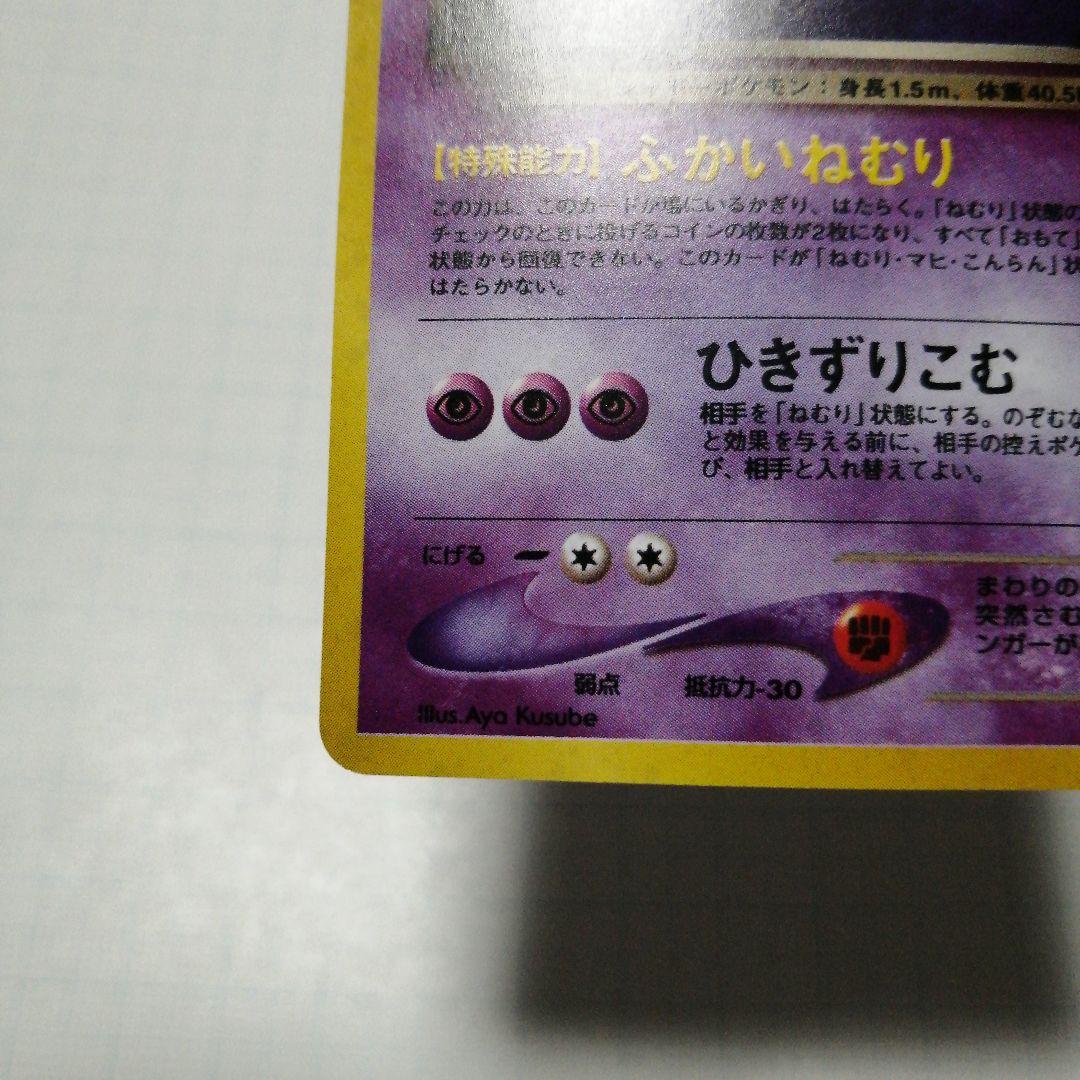 ポケモン：身長1.5m、体重40.5
【特殊能力】ふかいねむり
この力は、このカードが場にいるかぎり、はたらく。「ねむり」状態の
チェックのときに投げるコインの枚数が2枚になり、すべて「おもて」
状態から回復できない。このカードが「ねむり・マヒ・こんらん」状
はたらかない。
ひきずりこむ
相手を「ねむり」状態にする。のぞむな
と効果を与える前に、相手の控えポケ
び、相手と入れ替えてよい。
にげる
まわりの
突然さむ
ンガーが
弱点 抵抗力-30
Illus.Aya Kusube